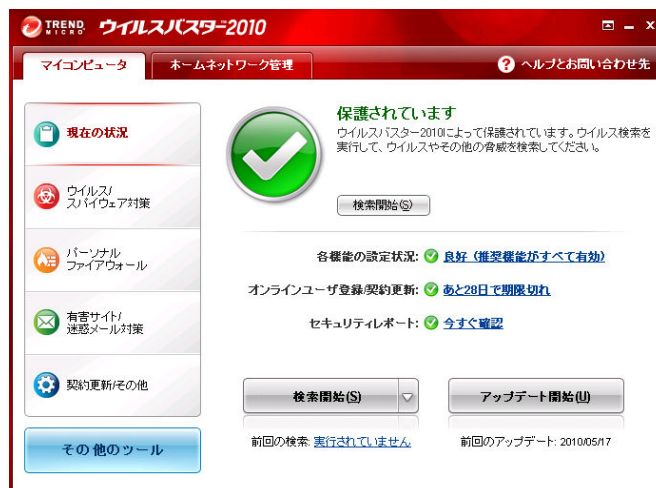 TREND MICRO ウイルスバスター2010
マイコンピュータ
ホームネットワーク管理
? ヘルプとお問い合わせ先
現在の状況
ウイルス/
スパイウェア対策
パーソナル
ファイアウォール
有害サイト/
迷惑メール対策
契約更新/その他
その他のツール
保護されています
ウイルスバスター2010によって保護されています。ウイルス検索を
実行して、ウイルスやその他の脅威を検索してください。
検索開始(S)
各機能の設定状況: 良好 (推奨機能がすべて有効)
オンラインユーザ登録/契約更新: あと28日で期限切れ
セキュリティレポート: 今すぐ確認
検索開始(S)
アップデート開始(U)
前回の検索: 実行されていません
前回のアップデート: 2010/05/17